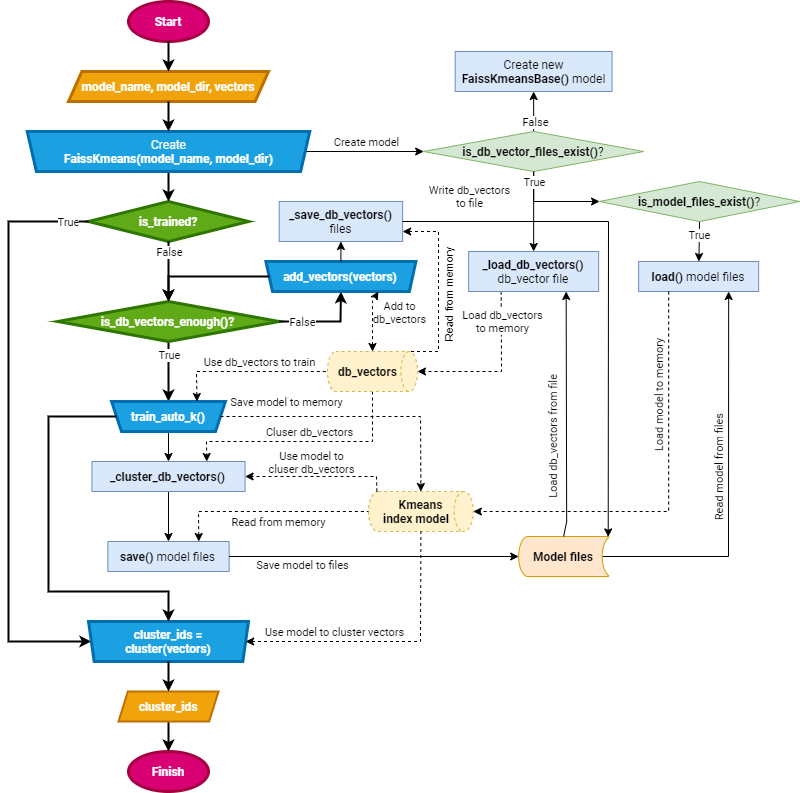 Start
model_name, model_dir, vectors
Create new
FaissKmeansBase() model
False
Create
FaissKmeans(model_name, model_dir)
Create model
is_db_vector_files_exist()?
True
Write db_vectors
to file
is_model_files_exist()?
True
is_trained?
True
False
_save_db_vectors()
files
_load_db_vectors()
db_vector file
load() model files
add_vectors(vectors)
Read from memory
is_db_vectors_enough()?
False
True
Add to
db_vectors
Load db_vectors
to memory
Use db_vectors to train
db_vectors
Load model to memory
Load db_vectors from file
Read model from files
train_auto_k()
Save model to memory
Cluser db_vectors
Use model to
cluser db_vectors
_cluster_db_vectors()
Kmeans
index model
Read from memory
save() model files
Save model to files
Model files
cluster_ids =
cluster(vectors)
Use model to cluster vectors
cluster_ids
Finish